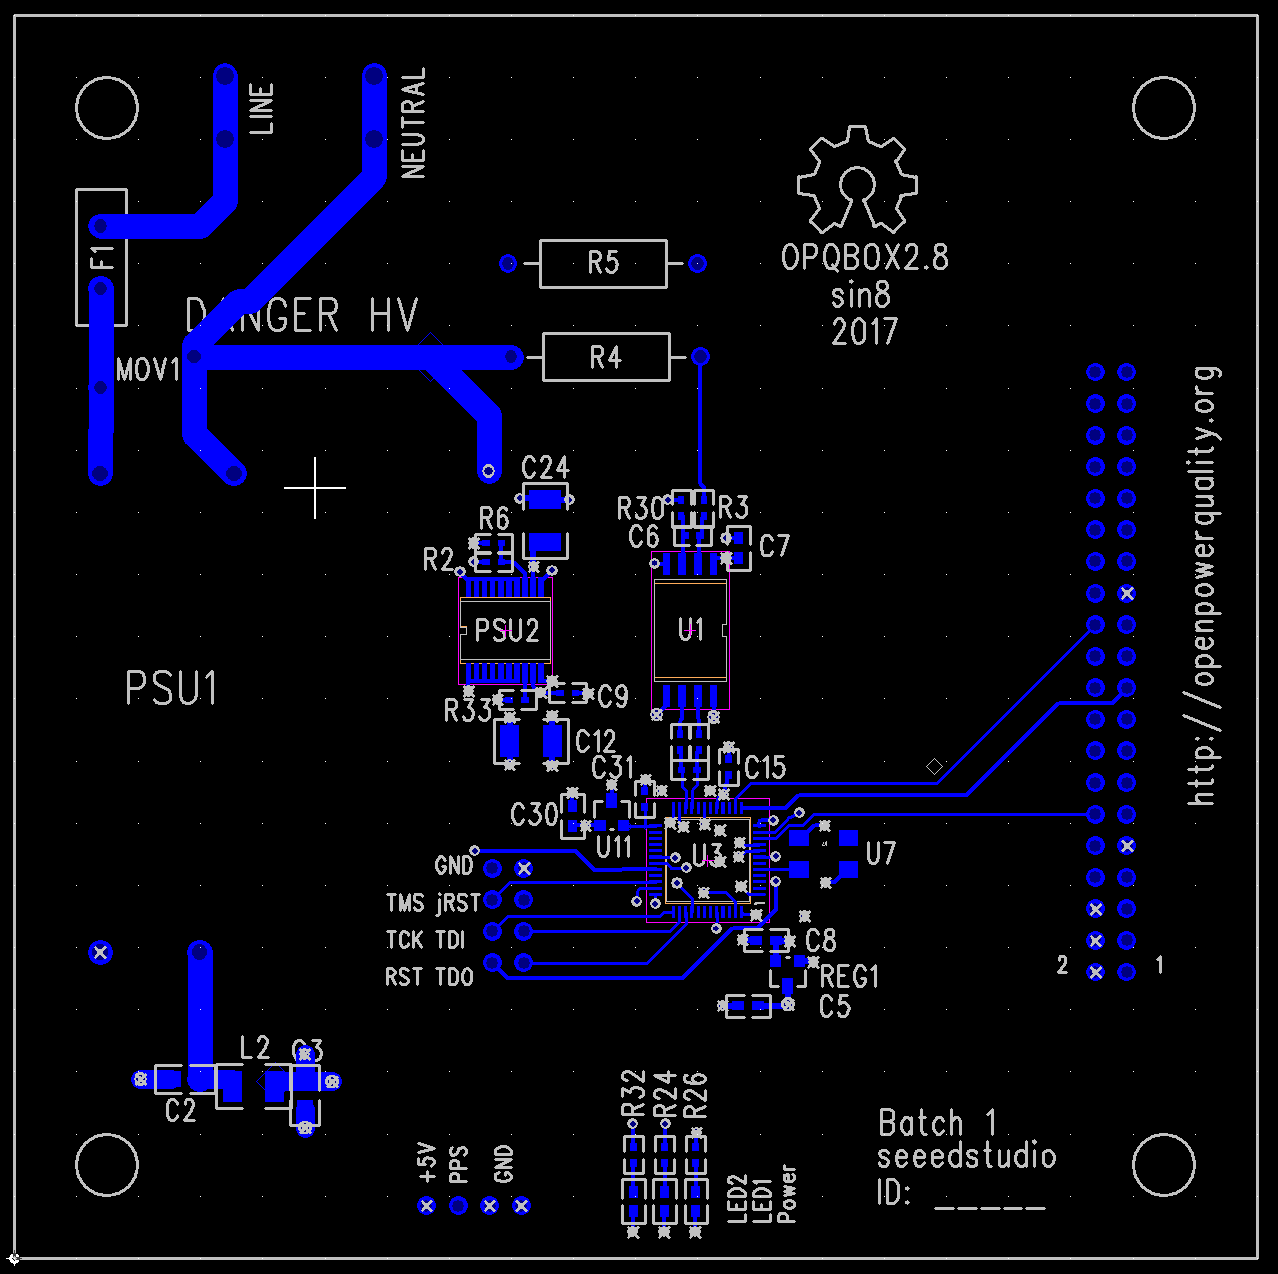 LINE
NEUTRAL
F1
R5
OPQBOX2.8
sin8
2017
DANGER HV
MOV1
R4
http://openpowerquality.org
C24
R6
R2
R30
R3
C6
C7
PSU2
U1
PSU1
R33
C9
C12
C31
C15
C30
U11
U3
U7
GND
TMS jRST
TCK TDI
RST TDO
1
C8
REG1
C5
2
1
L2
C3
C2
R32
R24
R26
+5V
PPS
GND
LED2
LED1
Power
Batch 1
seeedstudio
ID: _____